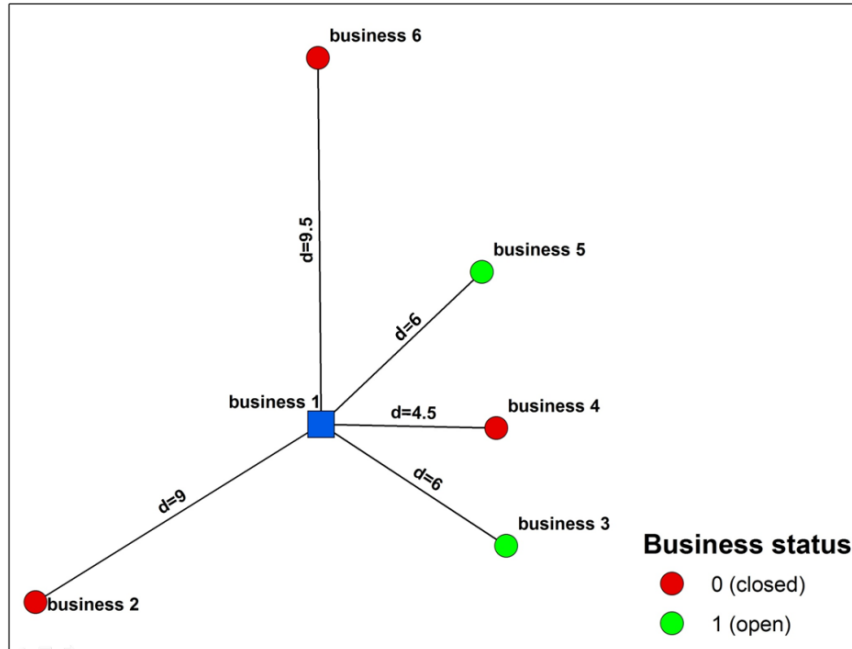 business 6
d=9.5
business 5
d=6
business 1
d=4.5
business 4
d=6
d=9
business 3
business 2
Business status
0 (closed)
1 (open)